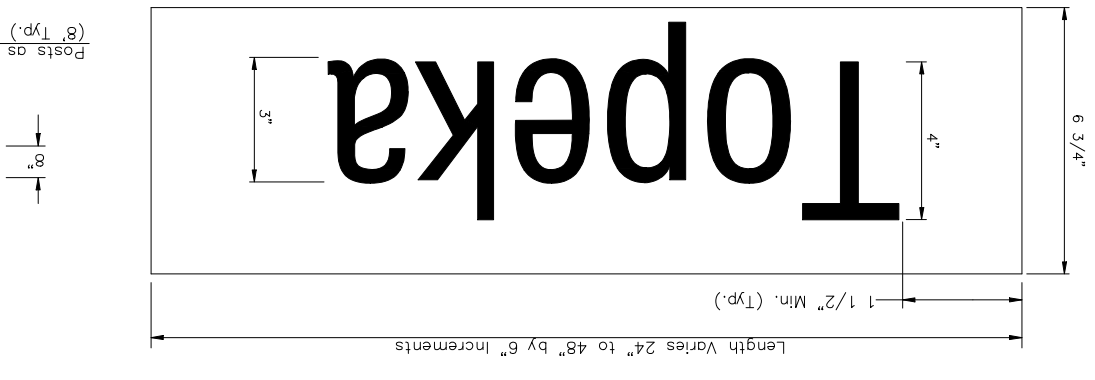 Length Varies 24" to 48" by 6" Increments
1 1/2" Min. (Typ.)
6 3/4"
4"
Topeka
3"
8"
Posts as
(8' Typ.)